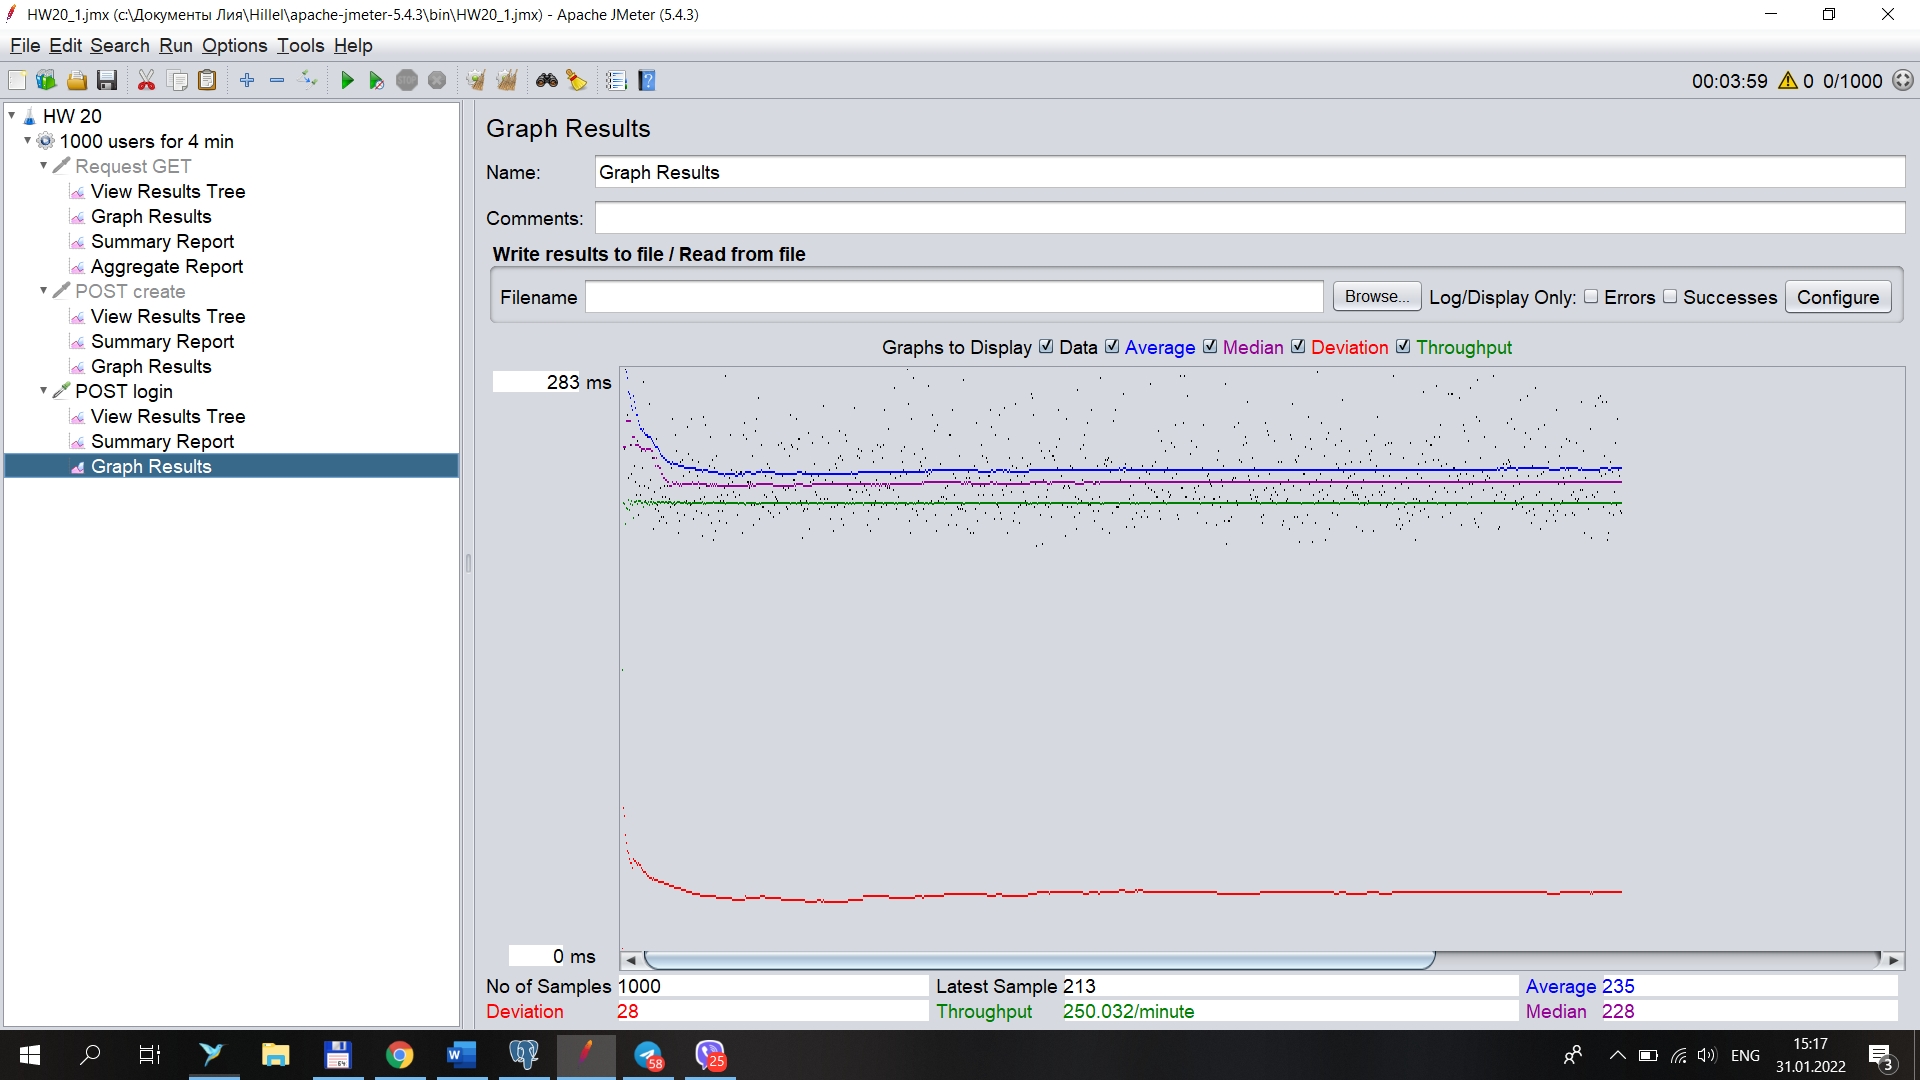 HW20_1.jmx (c:\Документы Лия\Hillel\apache-jmeter-5.4.3\bin\HW20_1.jmx) - Apache JMeter (5.4.3)
File Edit Search Run Options Tools Help
STOP
00:03:59 0 0/1000
HW 20
1000 users for 4 min
Request GET
View Results Tree
Graph Results
Summary Report
Aggregate Report
POST create
View Results Tree
Summary Report
Graph Results
POST login
View Results Tree
Summary Report
Graph Results
Graph Results
Name: Graph Results
Comments:
Write results to file / Read from file
Filename Browse... Log/Display Only: Errors Successes Configure
Graphs to Display Data Average Median Deviation Throughput
283 ms
0 ms
No of Samples 1000 Latest Sample 213 Average 235
Deviation 28 Throughput 250.032/minute Median 228
64
W
58
25
ENG
15:17
31.01.2022
3